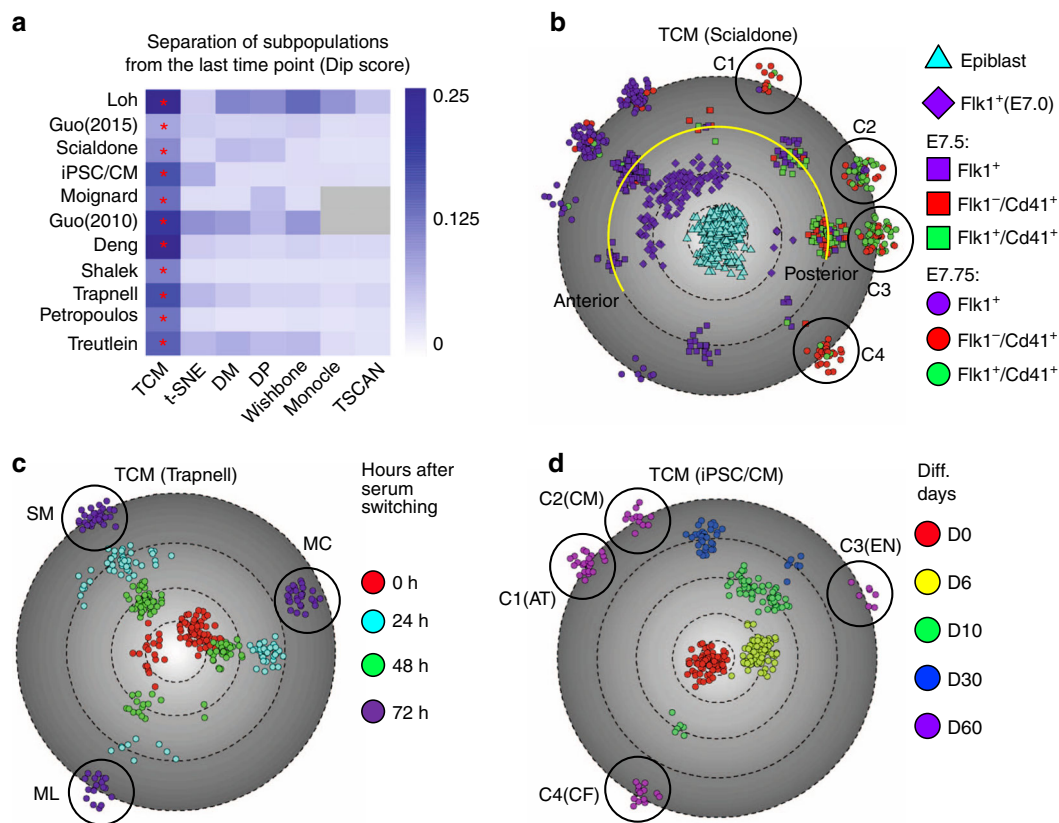 a
Separation of subpopulations
from the last time point (Dip score)
Loh
Guo(2015)
Scialdone
iPSC/CM
Moignard
Guo(2010)
Deng
Shalek
Trapnell
Petropoulos
Treutlein
*
*
*
*
*
*
*
*
*
*
*
0.25
0.125
0
TCM
t-SNE
DM
DP
Wishbone
Monocle
TSCAN
b
TCM (Scialdone)
C1
C2
C3
C4
Anterior
Posterior
Epiblast
Flk1⁺(E7.0)
E7.5:
Flk1⁺
Flk1⁻/Cd41⁺
Flk1⁺/Cd41⁺
E7.75:
Flk1⁺
Flk1⁻/Cd41⁺
Flk1⁺/Cd41⁺
c
TCM (Trapnell)
SM
MC
ML
Hours after
serum
switching
0 h
24 h
48 h
72 h
d
TCM (iPSC/CM)
C2(CM)
C1(AT)
C3(EN)
C4(CF)
Diff.
days
D0
D6
D10
D30
D60